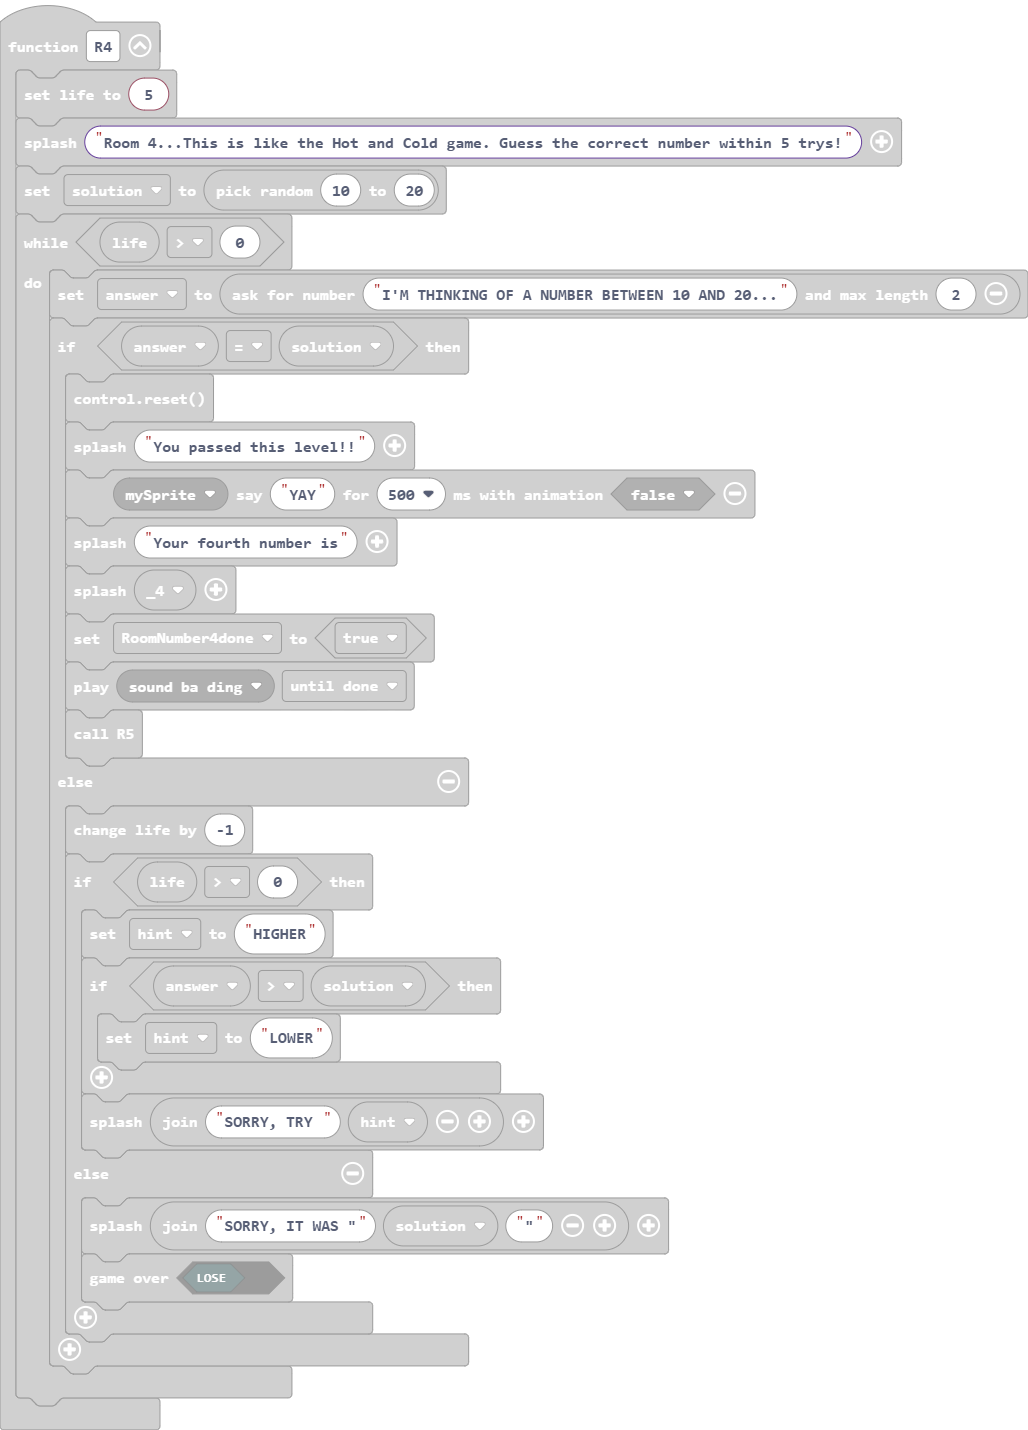 function R4
set life to 5
splash "Room 4...This is like the Hot and Cold game. Guess the correct number within 5 trys!"
set solution to pick random 10 to 20
while life > 0
do
set answer to ask for number "I'M THINKING OF A NUMBER BETWEEN 10 AND 20..." and max length 2
if answer = solution then
control.reset()
splash "You passed this level!!"
mySprite say "YAY" for 500 ms with animation false
splash "Your fourth number is"
splash _4
set RoomNumber4done to true
play sound ba ding until done
call R5
else
change life by -1
if life > 0 then
set hint to "HIGHER"
if answer > solution then
set hint to "LOWER"
splash join "SORRY, TRY " hint
else
splash join "SORRY, IT WAS "" solution """
game over LOSE